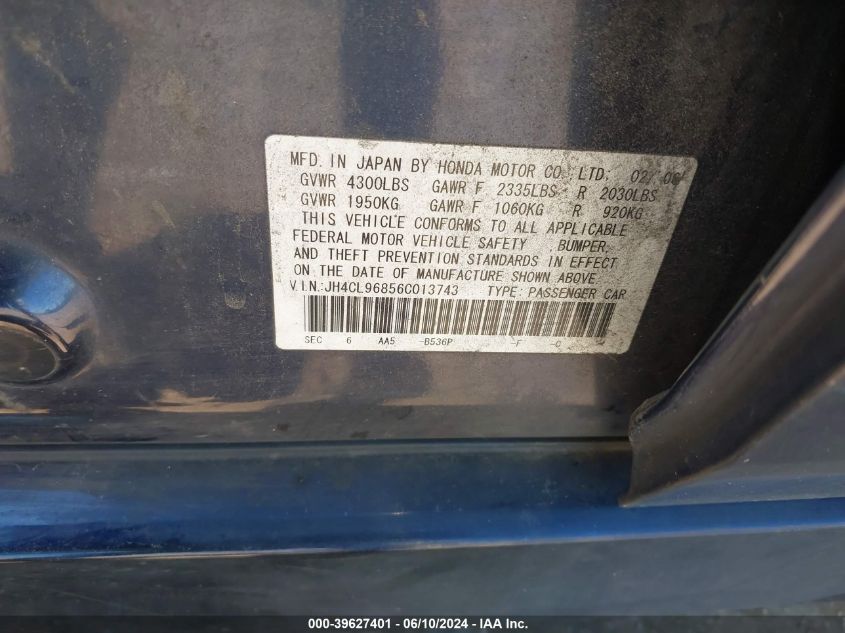 MFD. IN JAPAN BY HONDA MOTOR CO., LTD. 02/06
GVWR 4300LBS GAWR F 2335LBS R 2030LBS
GVWR 1950KG GAWR F 1060KG R 920KG
THIS VEHICLE CONFORMS TO ALL APPLICABLE
FEDERAL MOTOR VEHICLE SAFETY, BUMPER,
AND THEFT PREVENTION STANDARDS IN EFFECT
ON THE DATE OF MANUFACTURE SHOWN ABOVE.
V.I.N.:JH4CL96856C013743 TYPE: PASSENGER CAR
SEC 6 AA5 -B536P -F -C
000-39627401 - 06/10/2024 - IAA Inc.